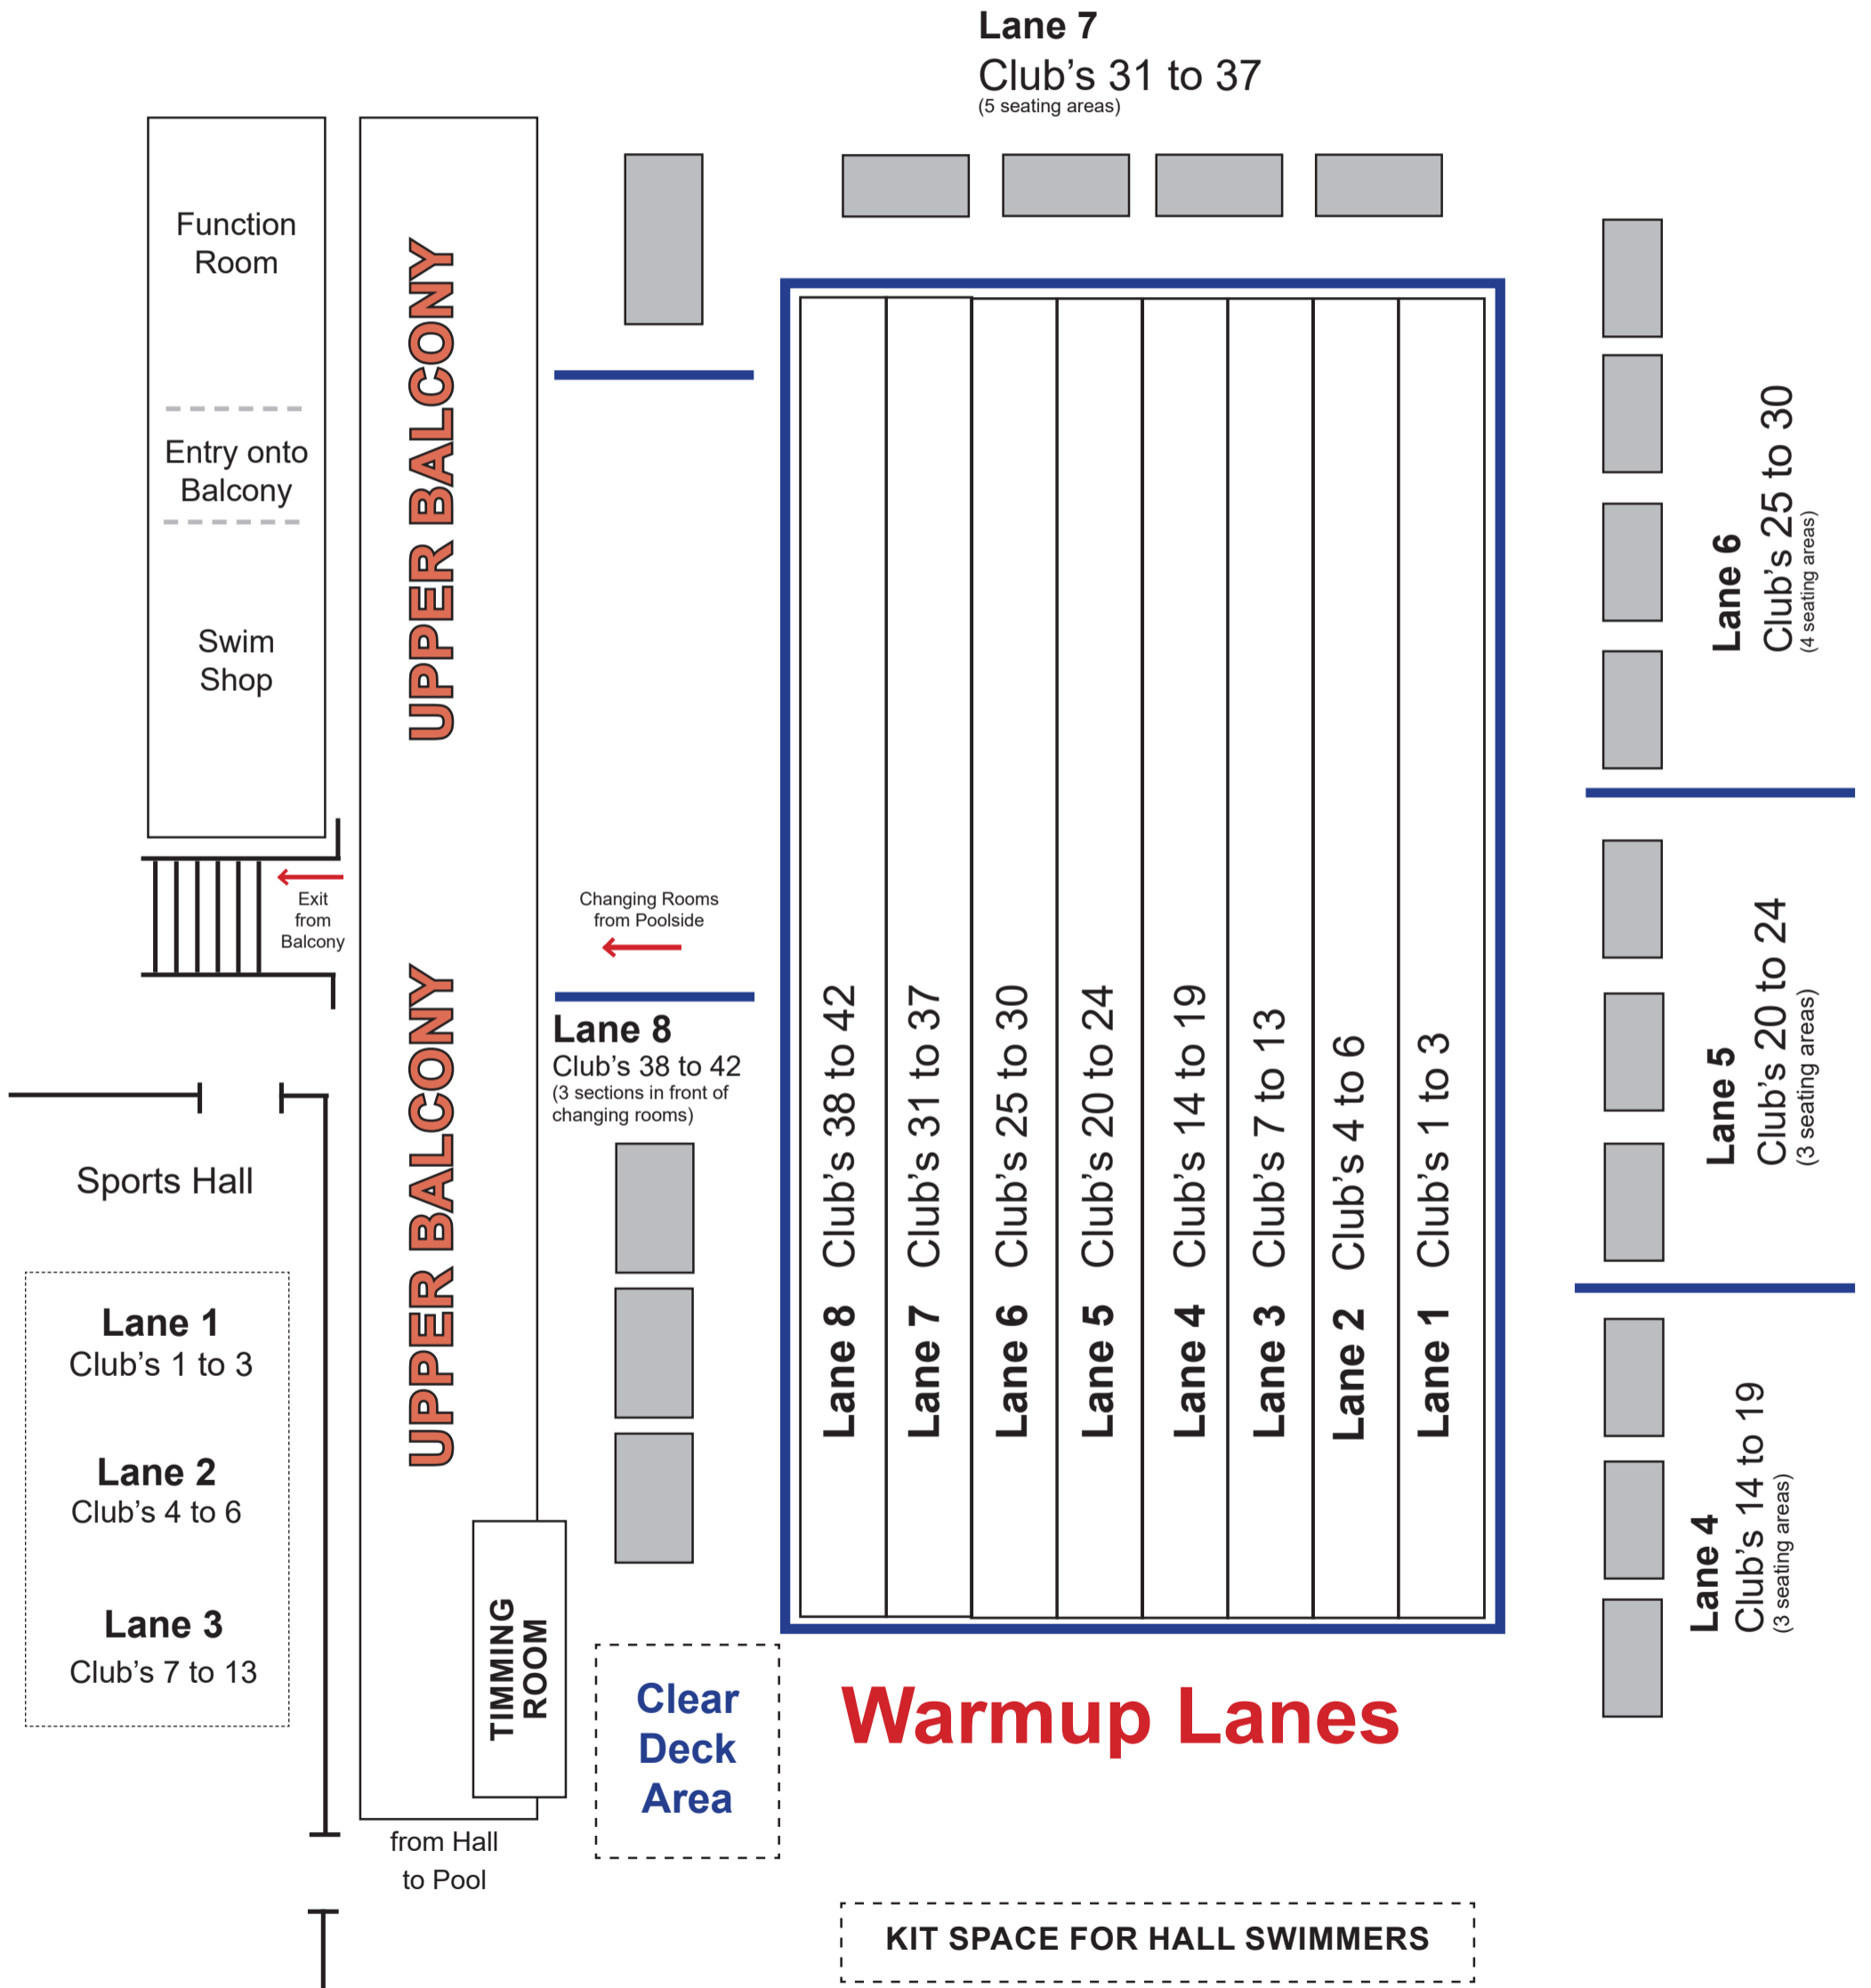 Lane 7
Club’s 31 to 37
(5 seating areas)
Function
Room
Entry onto
Balcony
Swim
Shop
UPPER BALCONY
UPPER BALCONY
Exit
from
Balcony
Changing Rooms
from Poolside
Lane 8
Club’s 38 to 42
(3 sections in front of
changing rooms)
Sports Hall
Lane 1
Club’s 1 to 3
Lane 2
Club’s 4 to 6
Lane 3
Club’s 7 to 13
TIMMING
ROOM
from Hall
to Pool
Clear
Deck
Area
Lane 8 Club’s 38 to 42
Lane 7 Club’s 31 to 37
Lane 6 Club’s 25 to 30
Lane 5 Club’s 20 to 24
Lane 4 Club’s 14 to 19
Lane 3 Club’s 7 to 13
Lane 2 Club’s 4 to 6
Lane 1 Club’s 1 to 3
Lane 6
Club’s 25 to 30
(4 seating areas)
Lane 5
Club’s 20 to 24
(3 seating areas)
Lane 4
Club’s 14 to 19
(3 seating areas)
Warmup Lanes
KIT SPACE FOR HALL SWIMMERS